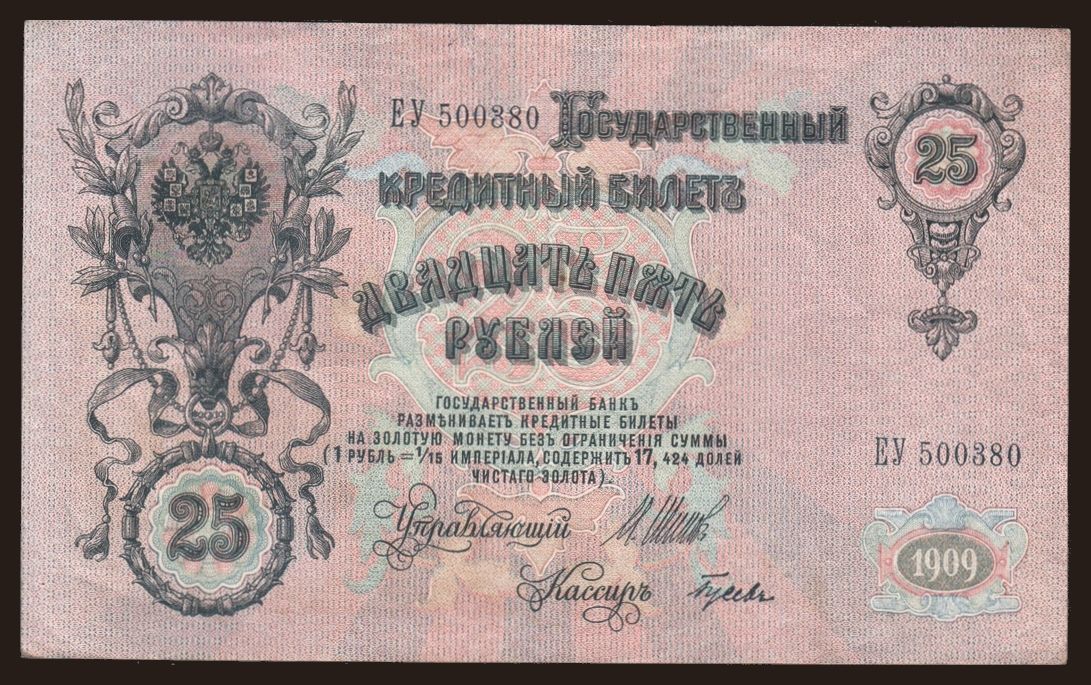 ЕУ 500380
Государственный
Кредитный Билетъ
25
Двадцать пять
рублей
ГОСУДАРСТВЕННЫЙ БАНКЪ
РАЗМѢНИВАЕТЪ КРЕДИТНЫЕ БИЛЕТЫ
НА ЗОЛОТУЮ МОНЕТУ БЕЗЪ ОГРАНИЧЕНІЯ СУММЫ
(1 РУБЛЬ = 1/15 ИМПЕРІАЛА, СОДЕРЖИТЪ 17, 424 ДОЛЕЙ
ЧИСТАГО ЗОЛОТА).
ЕУ 500380
25
Управляющій
Кассиръ
1909